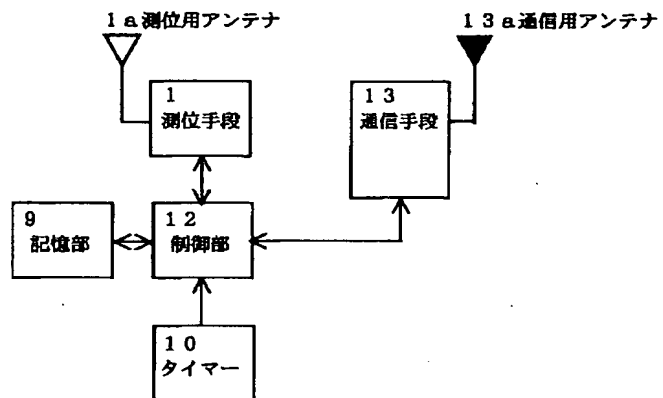 １ａ測位用アンテナ
１３ａ通信用アンテナ
１
測位手段
１３
通信手段
９
記憶部
１２
制御部
１０
タイマー